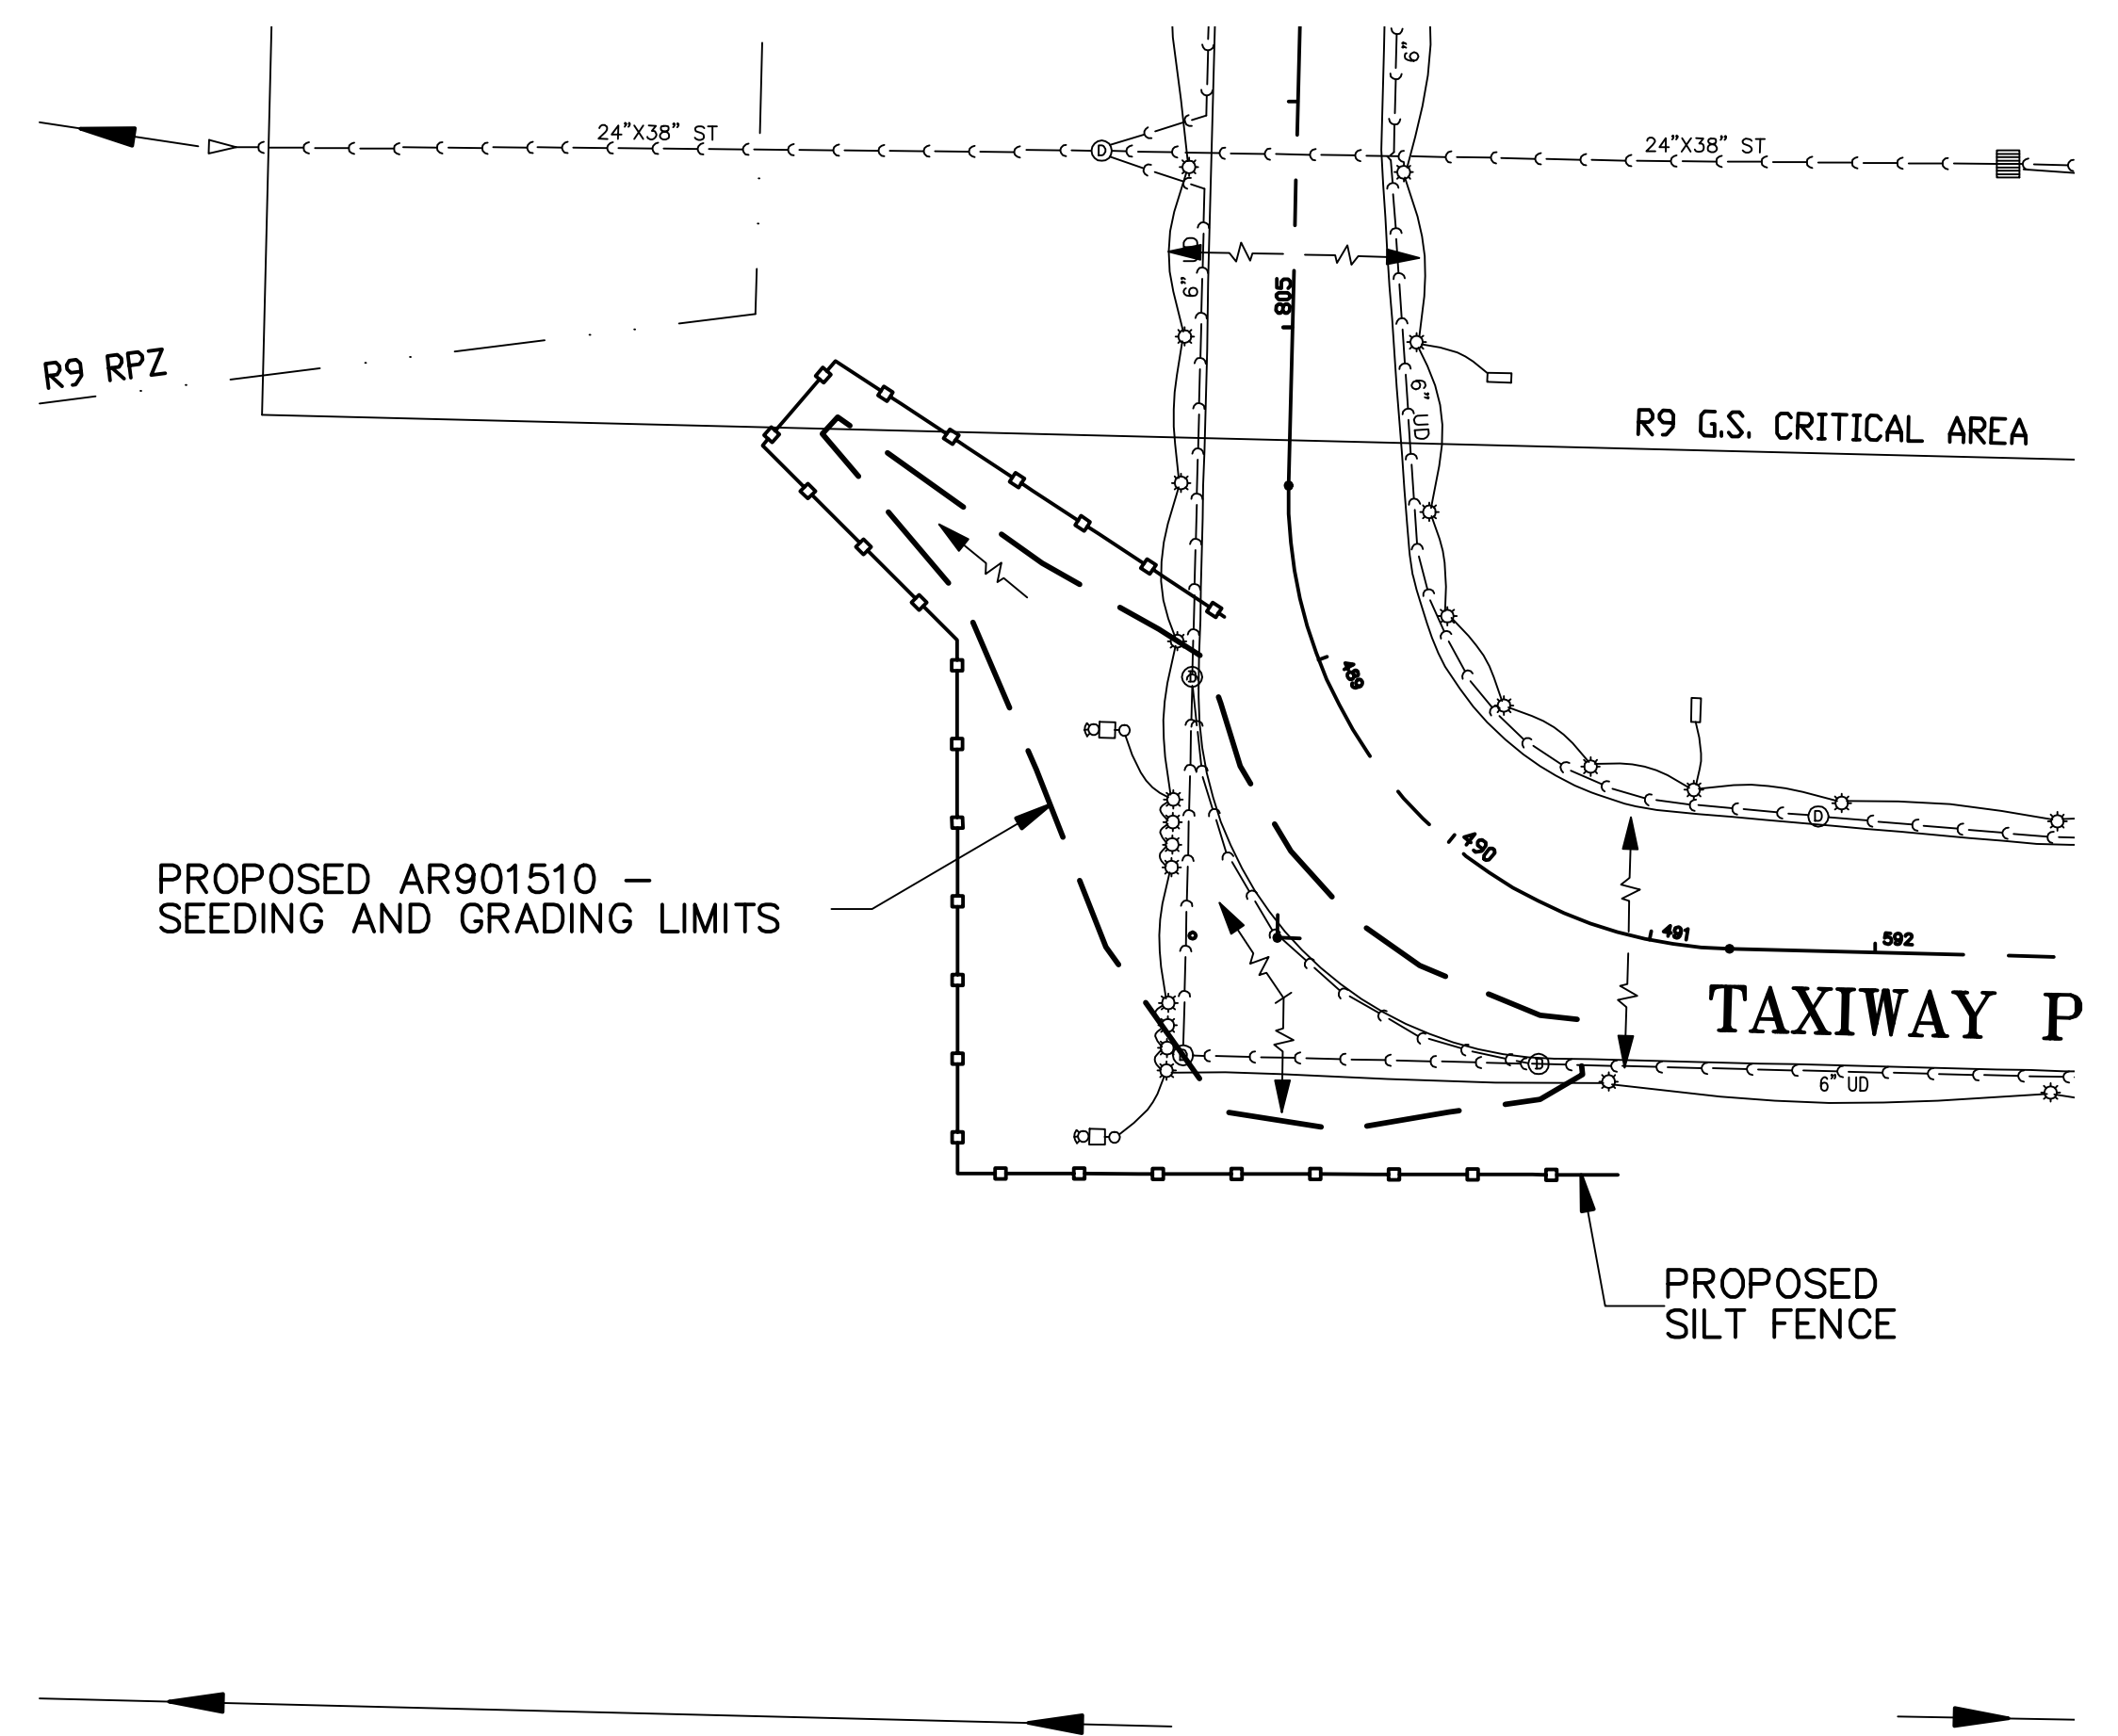 6"
24"X38" ST
24"X38" ST
D
6" UD
805
R9 RPZ
6" UD
R9 G.S. CRITICAL AREA
489
D
490
D
PROPOSED AR901510 –
SEEDING AND GRADING LIMITS
491
592
TAXIWAY P
D
D
6" UD
PROPOSED
SILT FENCE